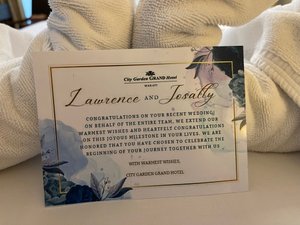 City Garden GRAND Hotel
MAKATI
Lawrence AND Josally
CONGRATULATIONS ON YOUR RECENT WEDDING!
ON BEHALF OF THE ENTIRE TEAM, WE EXTEND OUR
WARMEST WISHES AND HEARTFELT CONGRATULATIONS
ON THIS JOYOUS MILESTONE IN YOUR LIVES. WE ARE
HONORED THAT YOU HAVE CHOSEN TO CELEBRATE THE
BEGINNING OF YOUR JOURNEY TOGETHER WITH US.
WITH WARMEST WISHES,
CITY GARDEN GRAND HOTEL